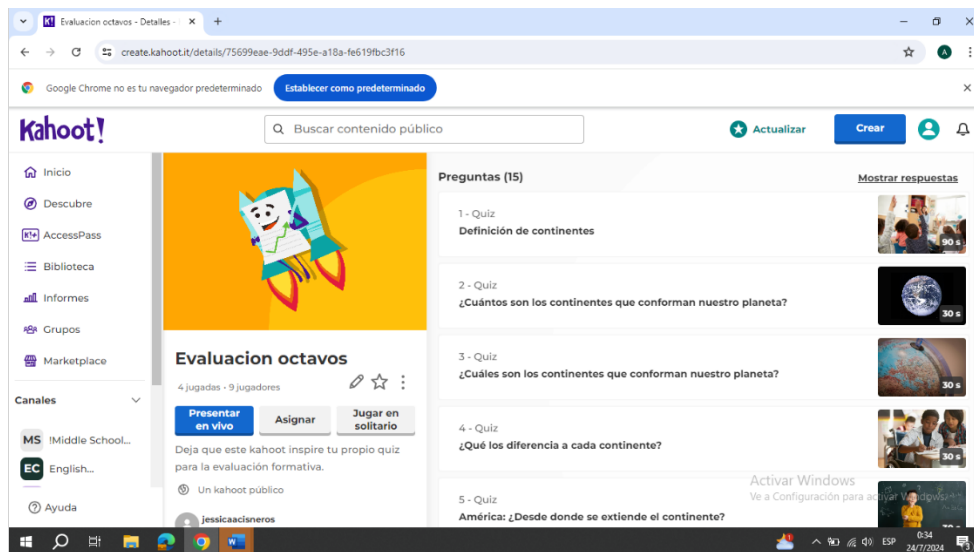 Evaluacion octavos - Detalles -
create.kahoot.it/details/75699eae-9ddf-495e-a18a-fe619fbc3f16
Google Chrome no es tu navegador predeterminado
Establecer como predeterminado
Kahoot!
Buscar contenido público
Actualizar
Crear
Inicio
Descubre
K!+ AccessPass
Biblioteca
Informes
Grupos
Marketplace
Canales
MS !Middle School...
EC English...
Ayuda
Evaluacion octavos
4 jugadas · 9 jugadores
Presentar
en vivo
Asignar
Jugar en
solitario
Deja que este kahoot inspire tu propio quiz
para la evaluación formativa.
Un kahoot público
jessicaacisneros
Preguntas (15)
Mostrar respuestas
1 - Quiz
Definición de continentes
90 s
2 - Quiz
¿Cuántos son los continentes que conforman nuestro planeta?
30 s
3 - Quiz
¿Cuáles son los continentes que conforman nuestro planeta?
30 s
4 - Quiz
¿Qué los diferencia a cada continente?
30 s
5 - Quiz
América: ¿Desde donde se extiende el continente?
Activar Windows
Ve a Configuración para activar Windows.
ESP
0:34
24/7/2024